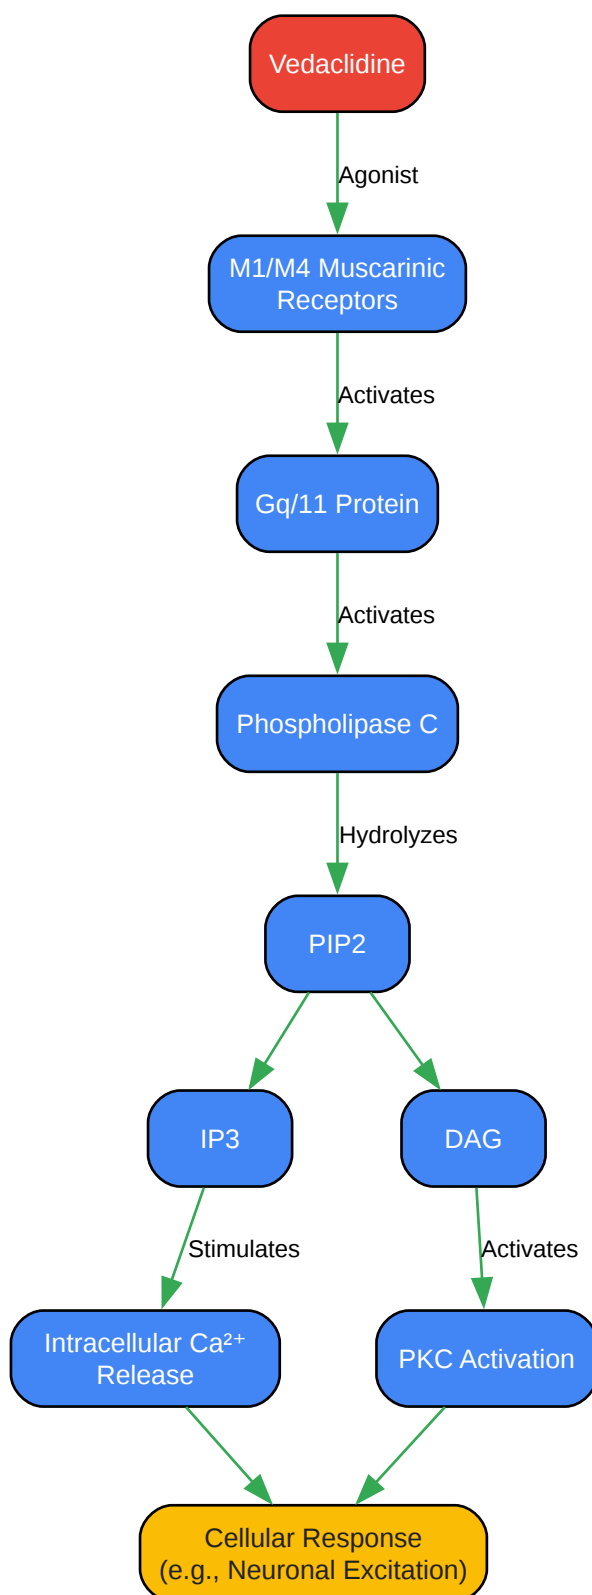 Vedaclidine
Agonist
M1/M4 Muscarinic
Receptors
Activates
Gq/11 Protein
Activates
Phospholipase C
Hydrolyzes
PIP2
IP3
DAG
Stimulates
Activates
Intracellular Ca²⁺
Release
PKC Activation
Cellular Response
(e.g., Neuronal Excitation)